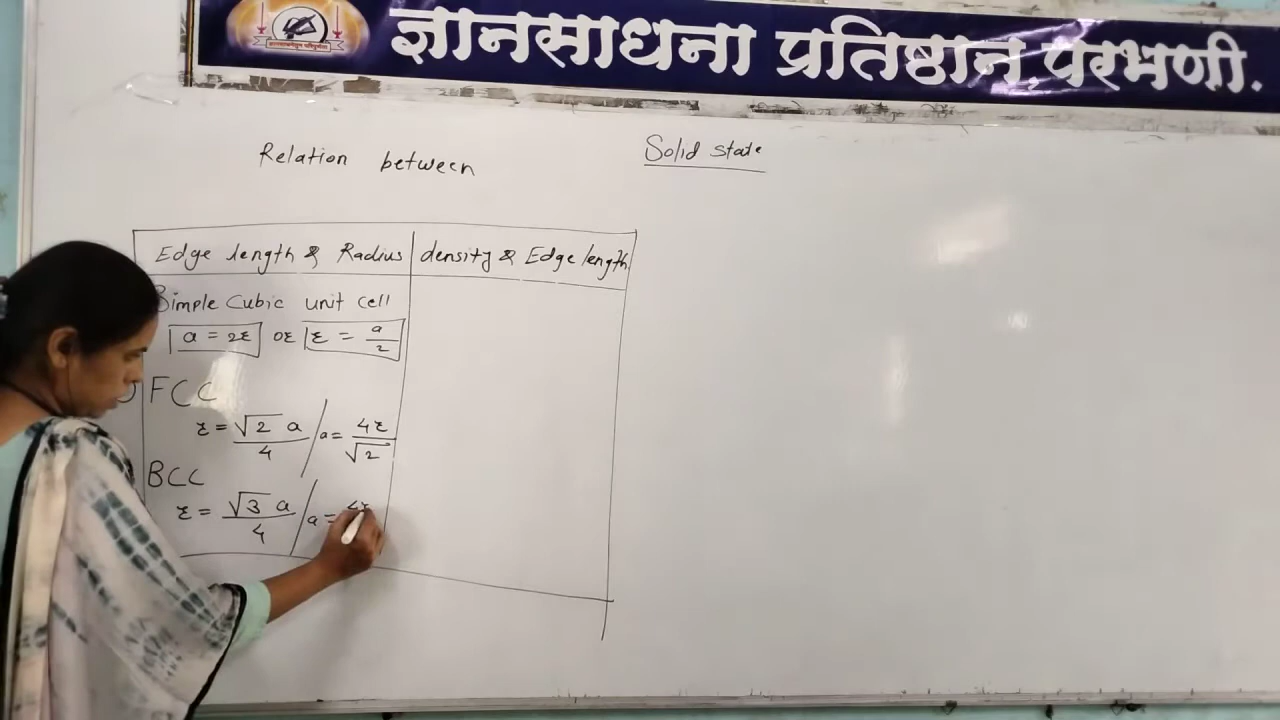 ज्ञानसाधना प्रतिष्ठान, परभणी.
Relation between
Solid state
Edge length & Radius
density & Edge length
Simple Cubic unit cell
a = 2r or r = a/2
FCC
r = √2 a/4 / a = 4r/√2
BCC
r = √3 a/4 / a = 4r